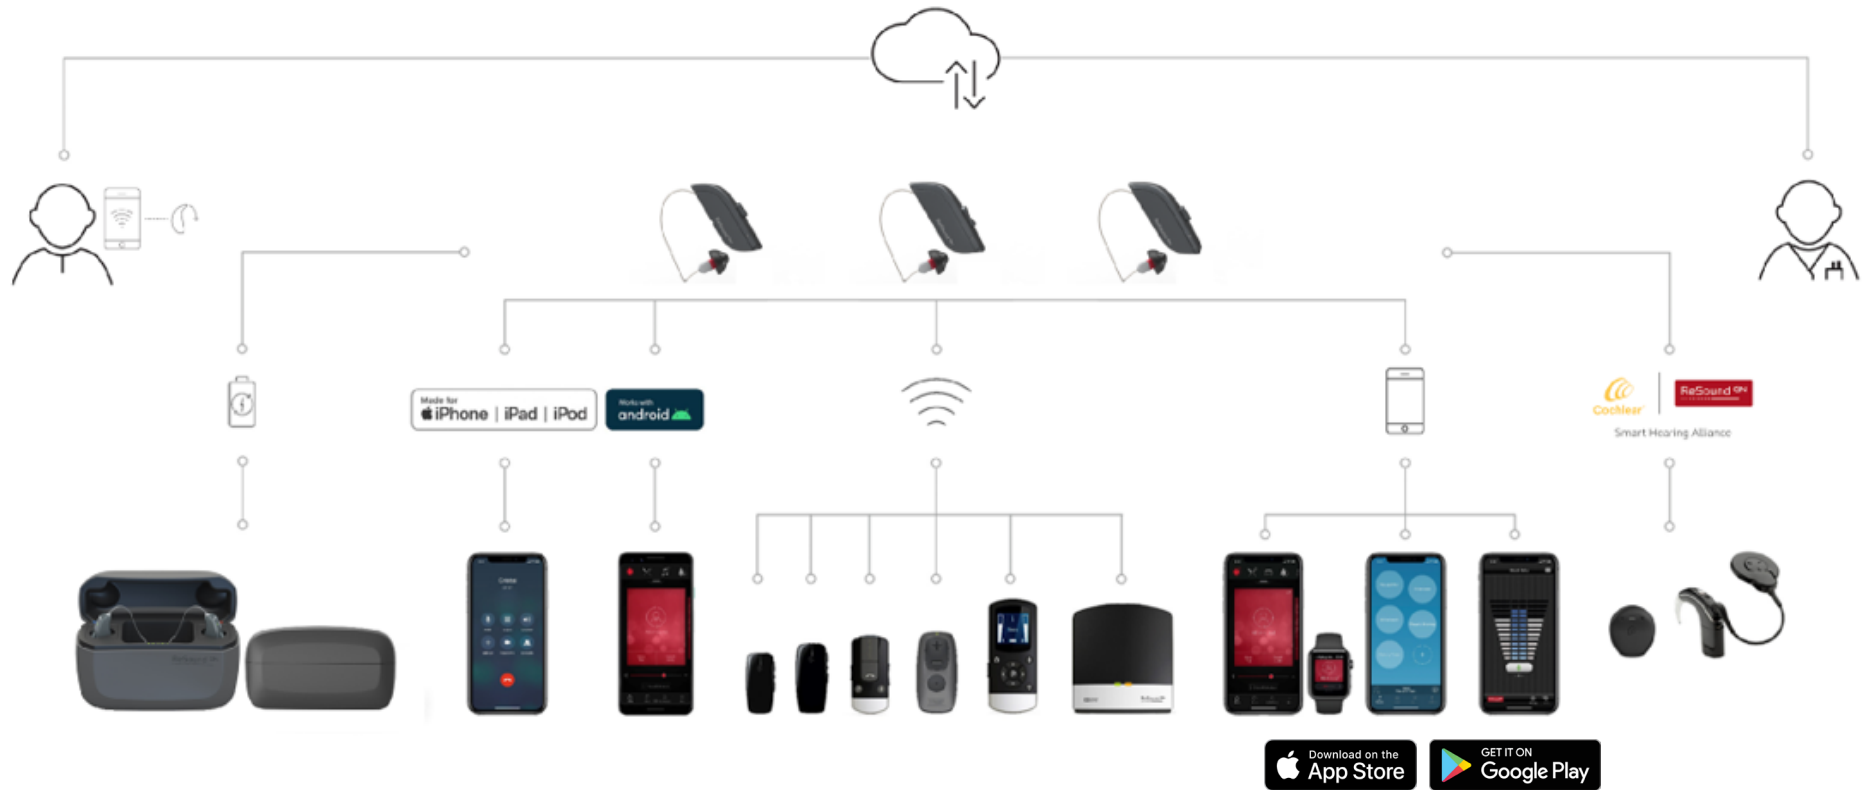 Made for
iPhone | iPad | iPod
Works with
android
Cochlear
ReSound GN
Smart Hearing Alliance
Download on the
App Store
GET IT ON
Google Play